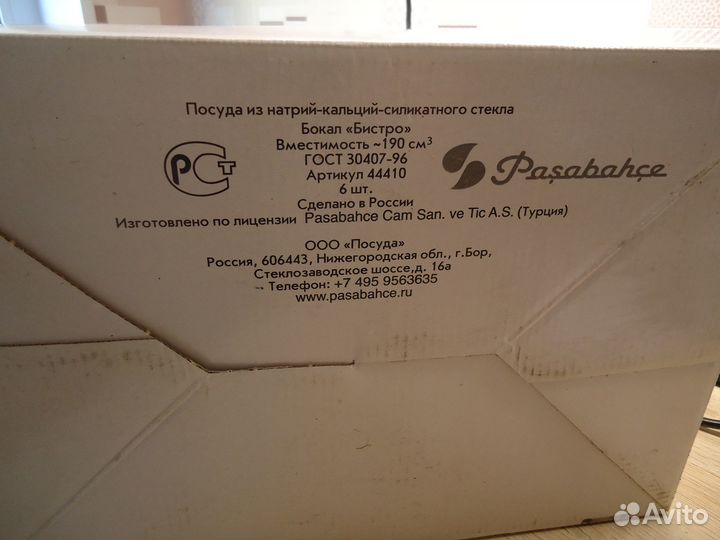 Посуда из натрий-кальций-силикатного стекла
Бокал «Бистро»
Вместимость ~190 см³
ГОСТ 30407-96
Артикул 44410
6 шт.
Сделано в России
Изготовлено по лицензии Pasabahce Cam San. ve Tic A.S. (Турция)
РСТ
Paşabahçe
ООО «Посуда»
Россия, 606443, Нижегородская обл., г.Бор,
Стеклозаводское шоссе,д. 16а
Телефон: +7 495 9563635
www.pasabahce.ru
Avito